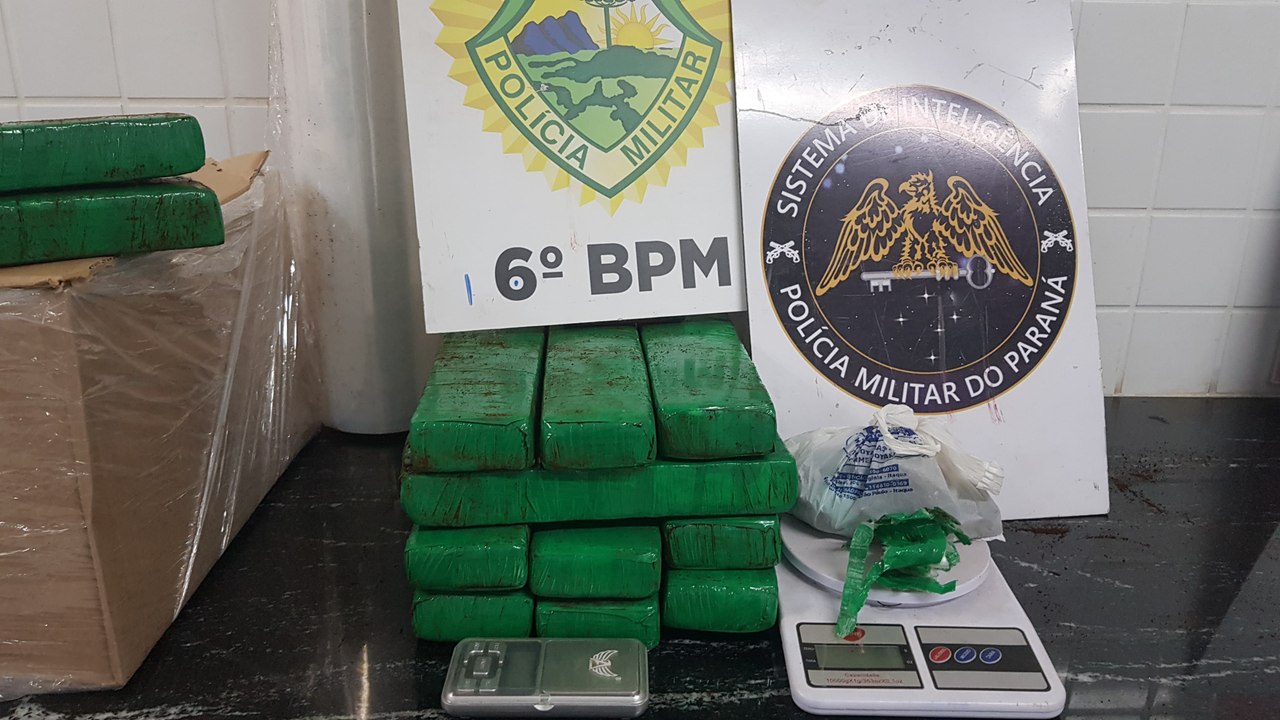 POLÍCIA MILITAR
6º BPM
SISTEMA DE INTELIGÊNCIA
POLÍCIA MILITAR DO PARANÁ